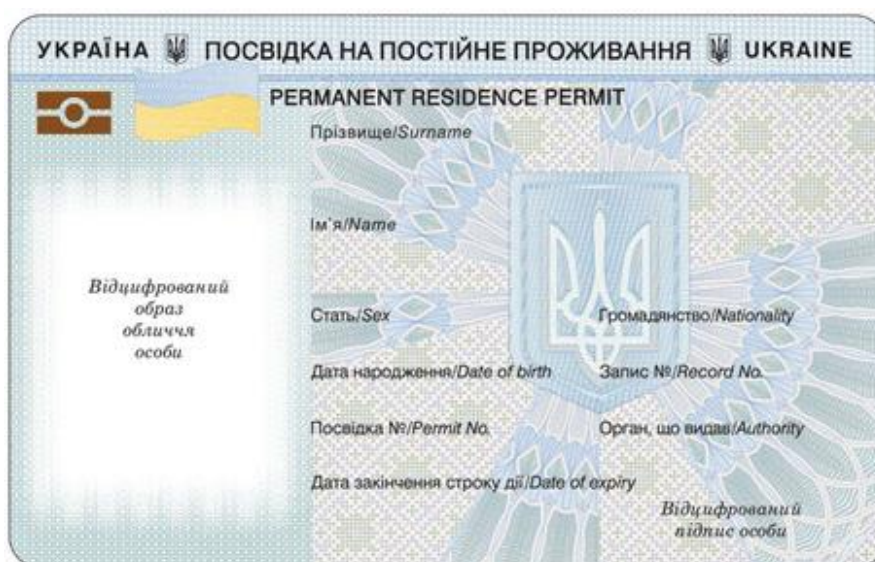 УКРАЇНА ПОСВІДКА НА ПОСТІЙНЕ ПРОЖИВАННЯ UKRAINE
PERMANENT RESIDENCE PERMIT
Прізвище/Surname
Ім'я/Name
Відцифрований
образ
обличчя
особи
Стать/Sex Громадянство/Nationality
Дата народження/Date of birth Запис №/Record No.
Посвідка №/Permit No. Орган, що видав/Authority
Дата закінчення строку дії/Date of expiry
Відцифрований
підпис особи